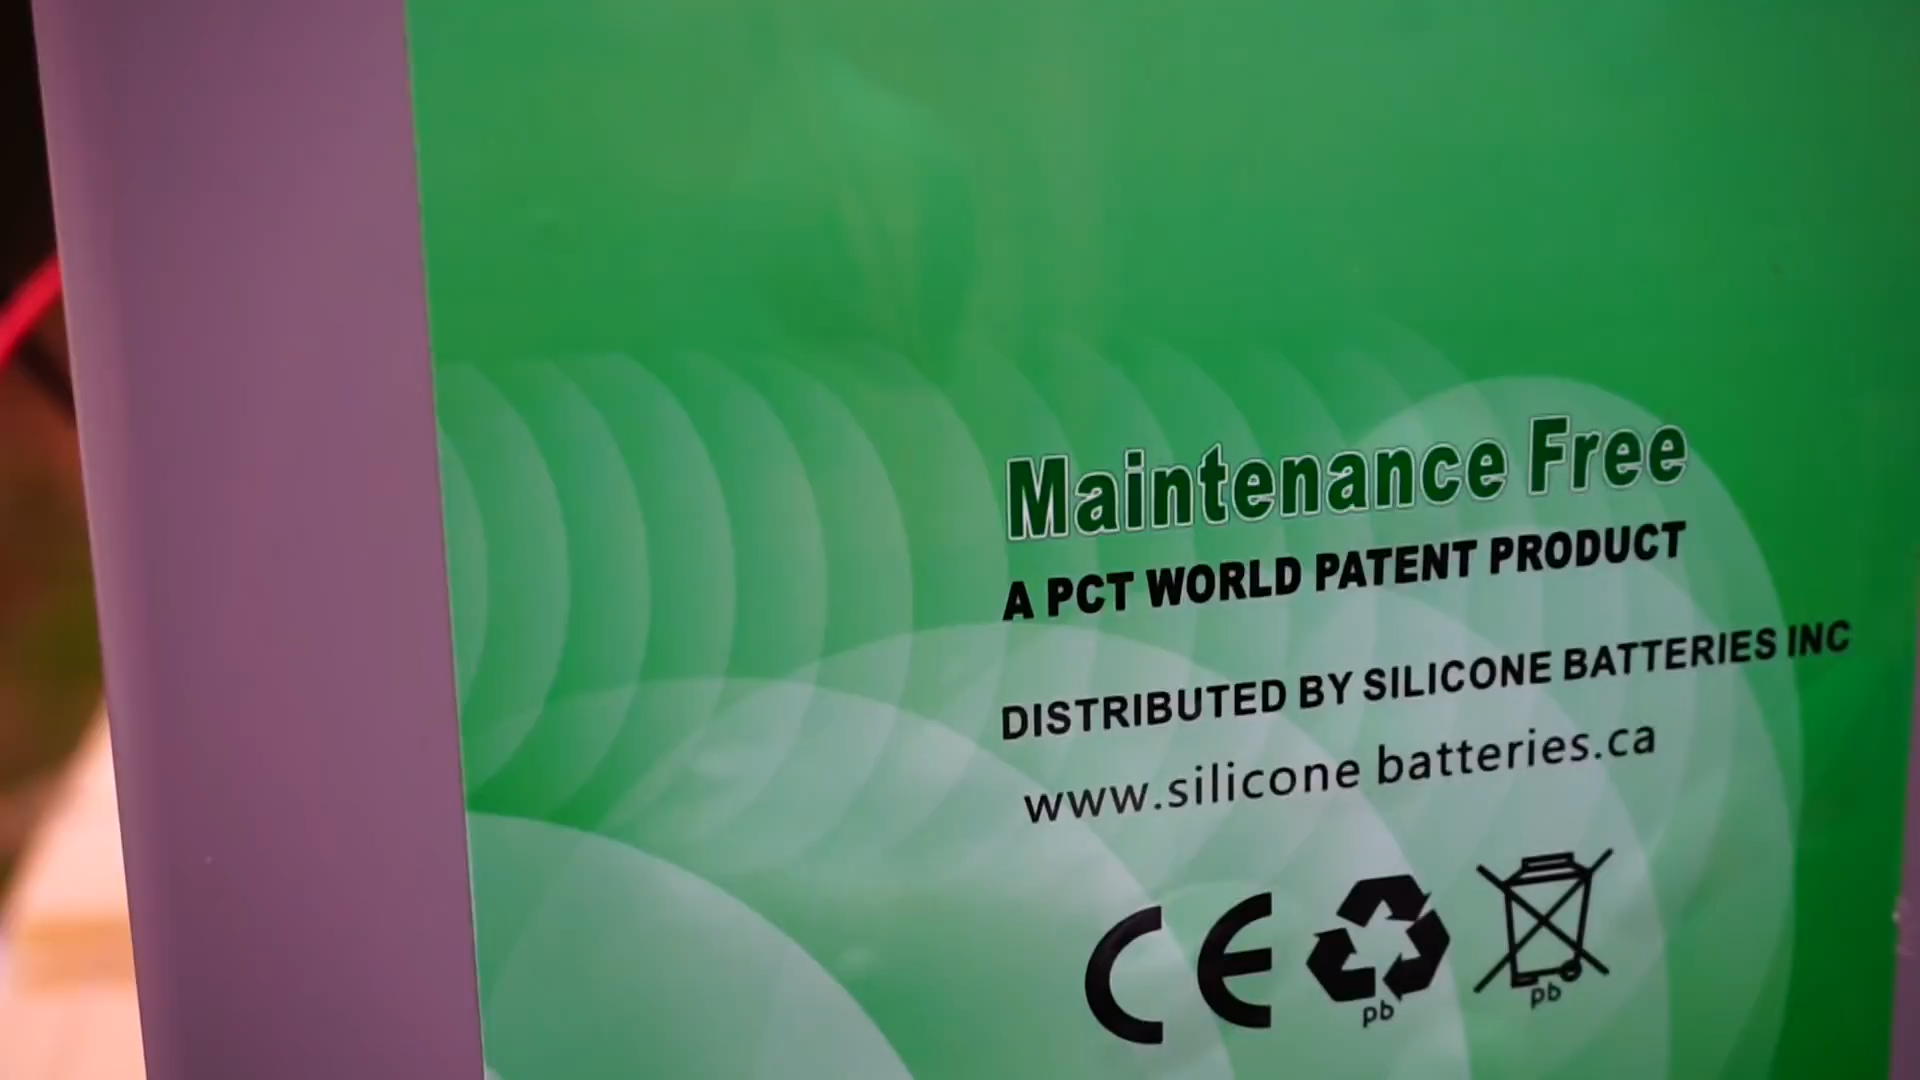 Maintenance Free
A PCT WORLD PATENT PRODUCT
DISTRIBUTED BY SILICONE BATTERIES INC
www.silicone batteries.ca
CE
pb
pb